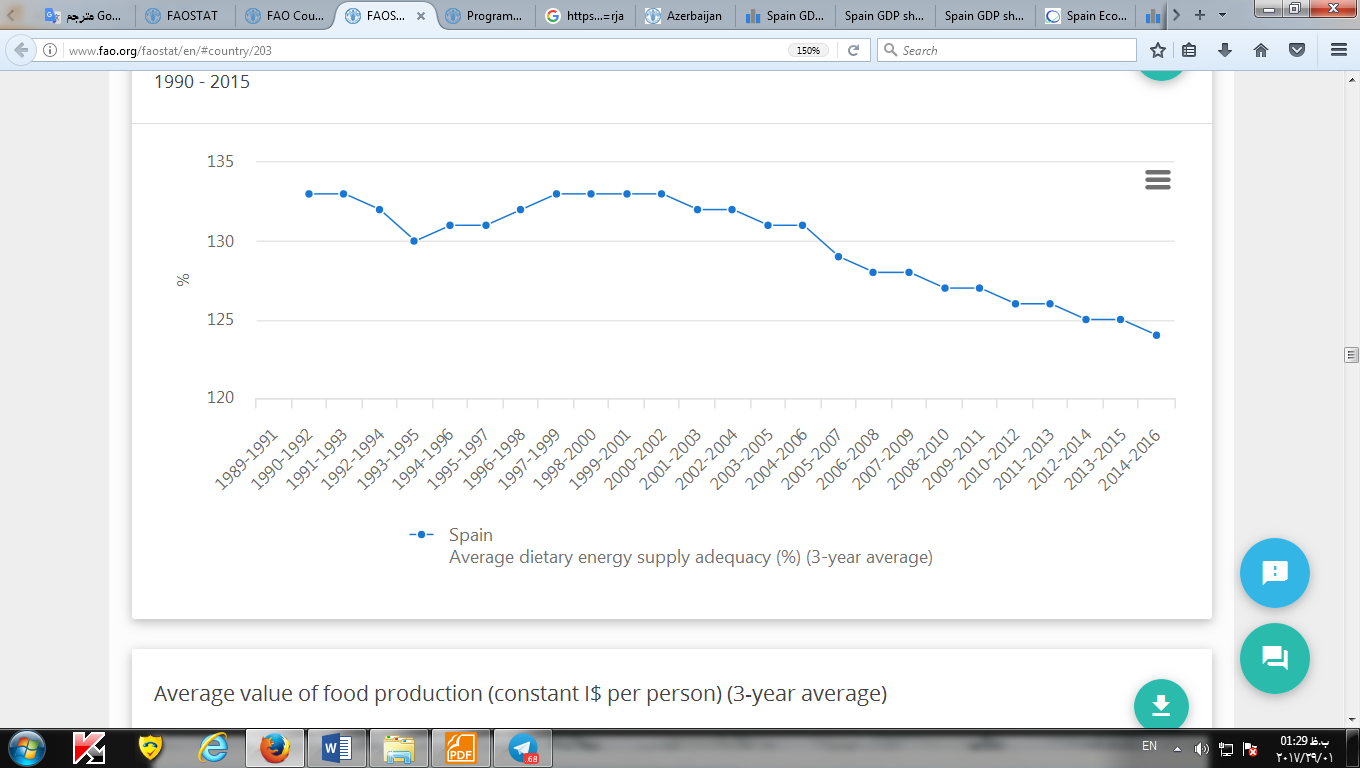 مترجم Go...
FAOSTAT
FAO Cou...
FAOS...
Program...
https...=rja
Azerbaijan
Spain GD...
Spain GDP sh...
Spain GDP sh...
Spain Eco...
www.fao.org/faostat/en/#country/203
150%
Search
1990 - 2015
135
130
125
120
%
1989-1991
1990-1992
1991-1993
1992-1994
1993-1995
1994-1996
1995-1997
1996-1998
1997-1999
1998-2000
1999-2001
2000-2002
2001-2003
2002-2004
2003-2005
2004-2006
2005-2007
2006-2008
2007-2009
2008-2010
2009-2011
2010-2012
2011-2013
2012-2014
2013-2015
2014-2016
Spain
Average dietary energy supply adequacy (%) (3-year average)
Average value of food production (constant I$ per person) (3-year average)
PDF
.68
EN
01:29 ب.ظ
۲۰۱۷/۲۹/۰۱